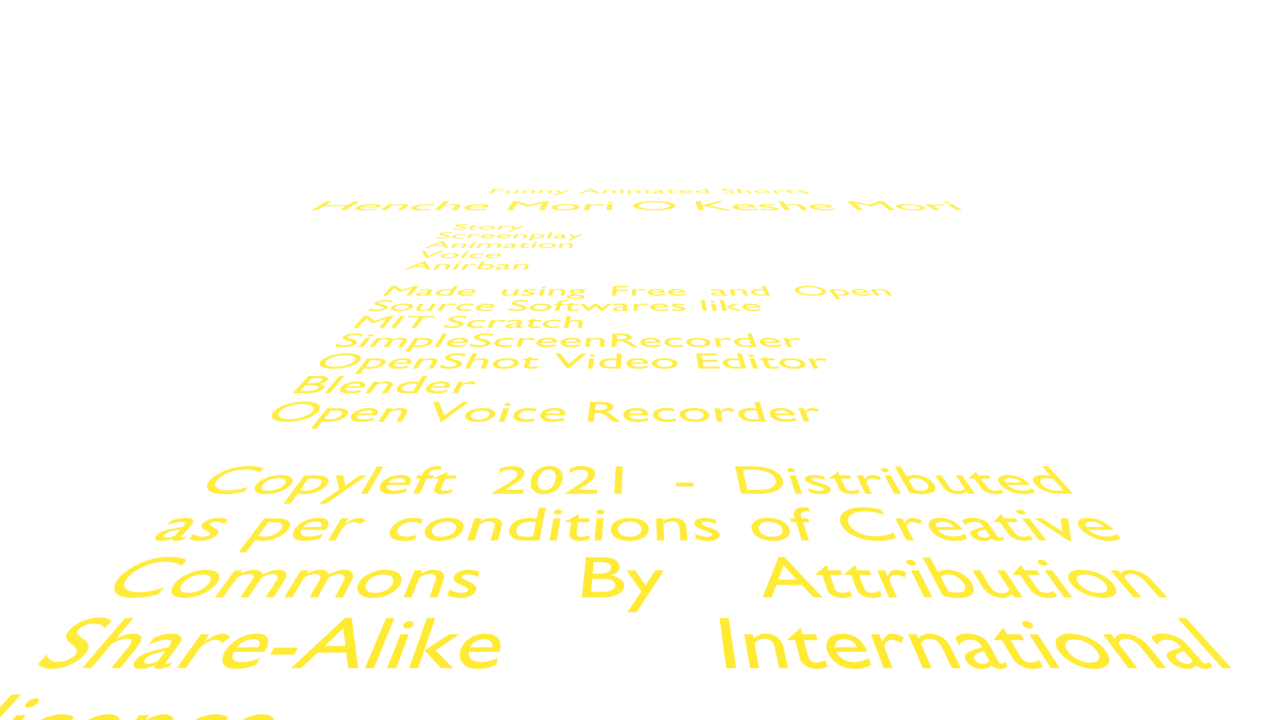 Funny Animated Shorts
Henche Mori O Keshe Mori
Story
Screenplay
Animation
Voice
Anirban
Made using Free and Open
Source Softwares like
MIT Scratch
SimpleScreenRecorder
OpenShot Video Editor
Blender
Open Voice Recorder
Copyleft 2021 - Distributed
as per conditions of Creative
Commons By Attribution
Share-Alike International
licence